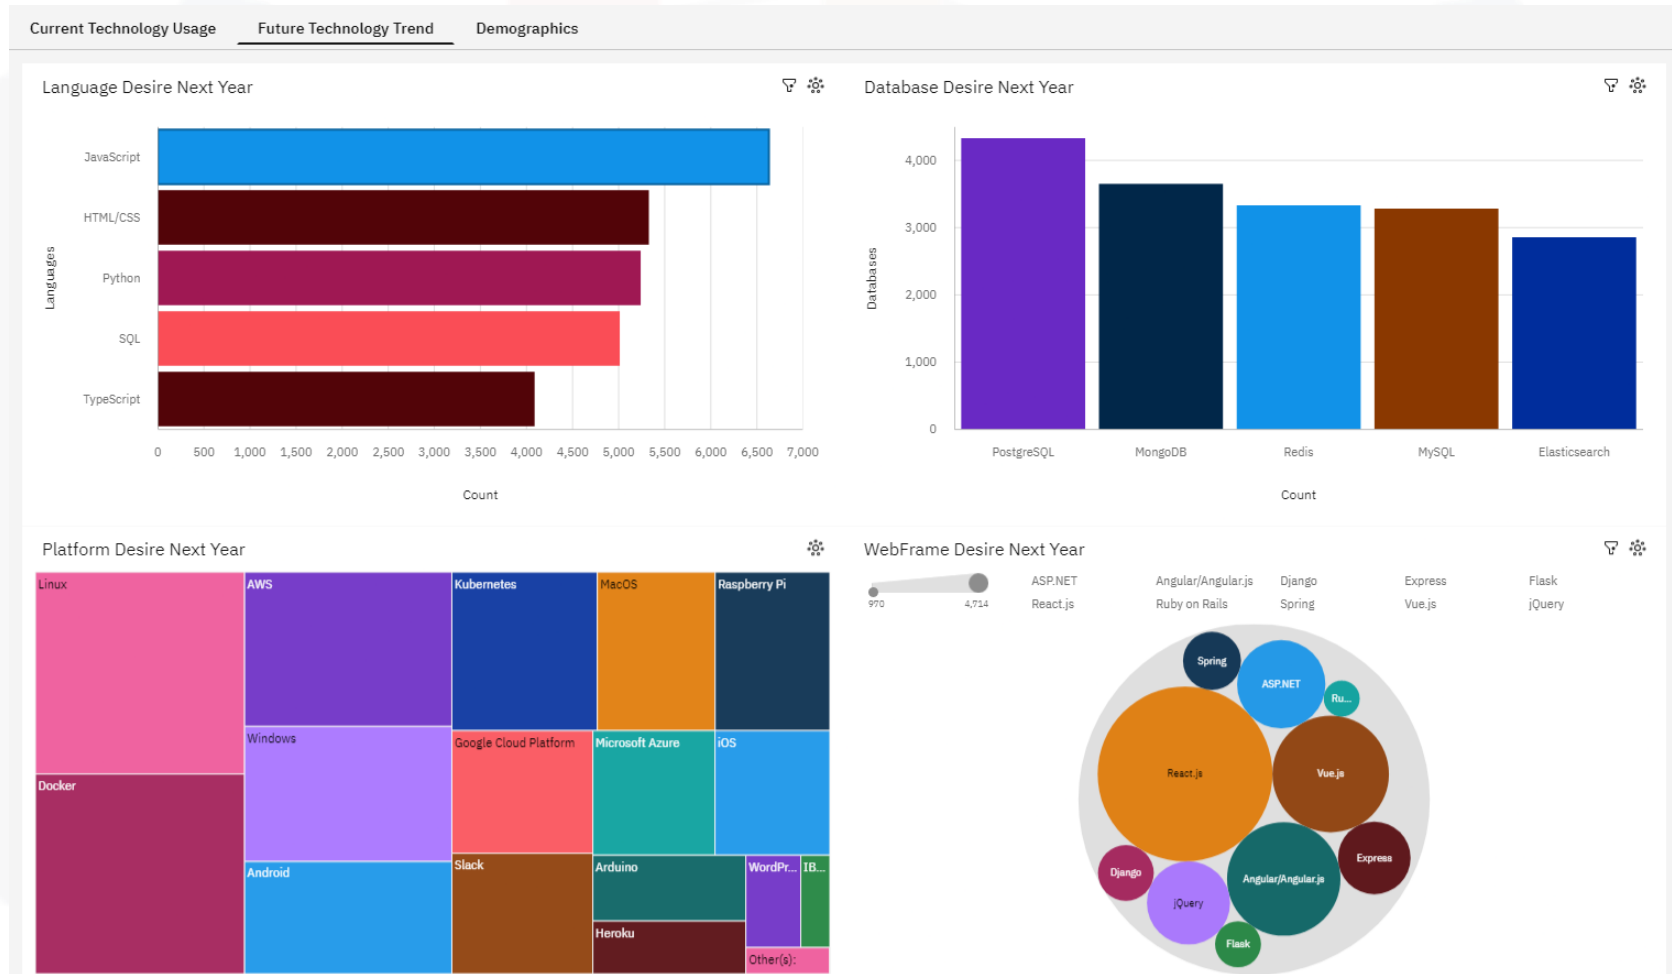 Current Technology Usage Future Technology Trend Demographics
Language Desire Next Year
Languages
JavaScript
HTML/CSS
Python
SQL
TypeScript
0 500 1,000 1,500 2,000 2,500 3,000 3,500 4,000 4,500 5,000 5,500 6,000 6,500 7,000
Count
Database Desire Next Year
Databases
4,000
3,000
2,000
1,000
0
PostgreSQL MongoDB Redis MySQL Elasticsearch
Count
Platform Desire Next Year
Linux
AWS
Kubernetes
MacOS
Raspberry Pi
Windows
Google Cloud Platform
Microsoft Azure
iOS
Docker
Android
Slack
Arduino
WordPr...
IB...
Heroku
Other(s):
WebFrame Desire Next Year
970 4,714
ASP.NET Angular/Angular.js Django Express Flask
React.js Ruby on Rails Spring Vue.js jQuery
Spring
ASP.NET
Ru...
React.js
Vue.js
Express
Django
Angular/Angular.js
jQuery
Flask